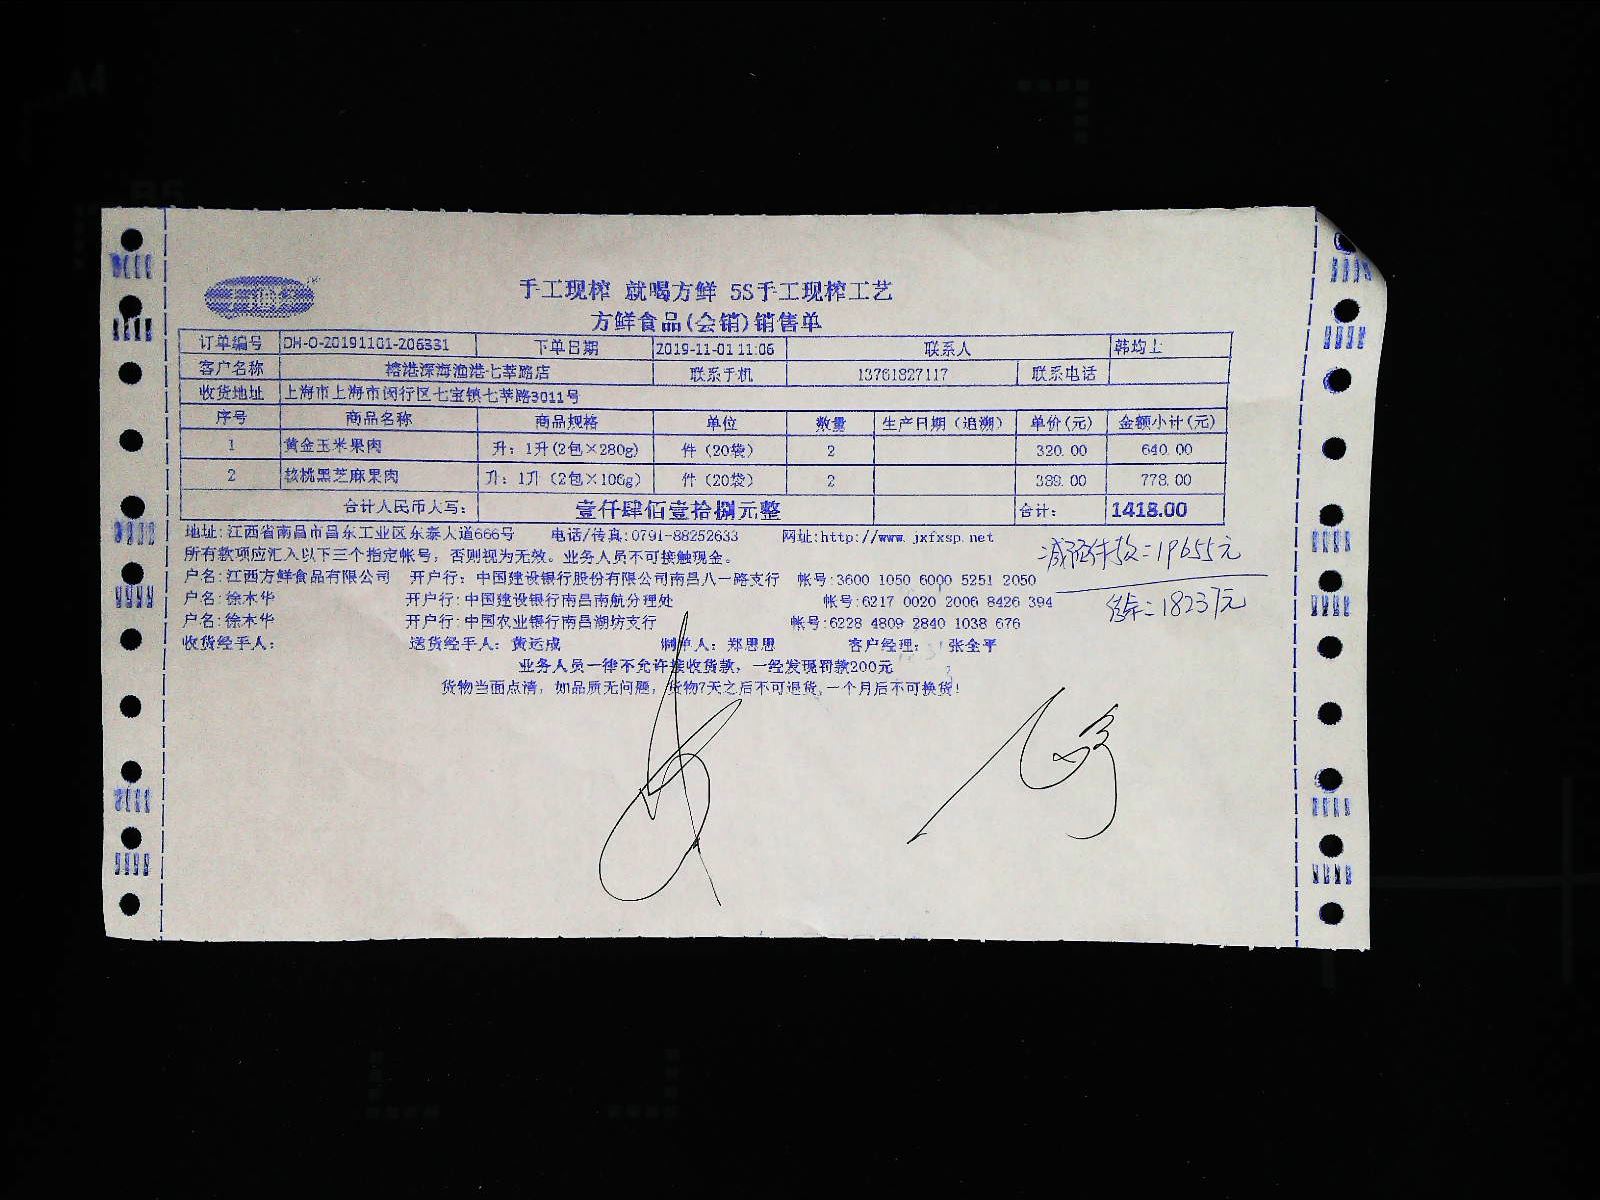 手工现榨 就喝方鲜 5S手工现榨工艺
方鲜食品(会销)销售单
订单编号 DH-O-20191101-206331 下单日期 2019-11-01 11:06 联系人 韩均上
客户名称 榕港深海渔港七莘路店 联系手机 13761827117 联系电话
收货地址 上海市上海市闵行区七宝镇七莘路3011号
序号 商品名称 商品规格 单位 数量 生产日期（追溯） 单价(元) 金额小计(元)
1 黄金玉米果肉 升：1升(2包×280g) 件（20袋） 2 320.00 640.00
2 核桃黑芝麻果肉 升：1升（2包×106g） 件（20袋） 2 389.00 778.00
合计人民币大写： 壹仟肆佰壹拾捌元整 合计： 1418.00
地址:江西省南昌市昌东工业区东泰大道666号 电话/传真:0791-88252633 网址:http://www.jxfxsp.net
所有款项应汇入以下三个指定帐号，否则视为无效。业务人员不可接触现金。
户名:江西方鲜食品有限公司 开户行：中国建设银行股份有限公司南昌八一路支行 帐号:3600 1050 6000 5251 2050
户名:徐木华 开户行:中国建设银行南昌南航分理处 帐号:6217 0020 2006 8426 394
户名:徐木华 开户行:中国农业银行南昌湖坊支行 帐号:6228 4809 2840 1038 676
收货经手人： 送货经手人：黄远成 制单人：郑思思 客户经理： 张全平
业务人员一律不允许接收货款，一经发现罚款200元
货物当面点清，如品质无问题，货物7天之后不可退货,一个月后不可换货!
=19655元
=18237元